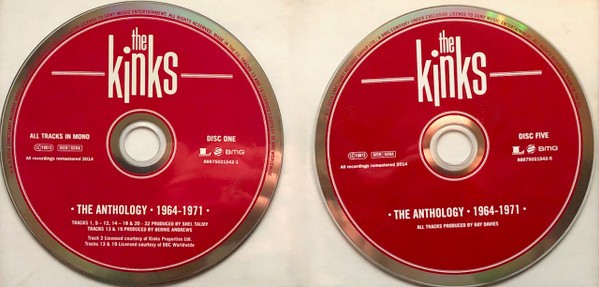 the
kinks
ALL TRACKS IN MONO
DISC ONE
BMG
All recordings remastered 2014
88875021542-1
· THE ANTHOLOGY · 1964-1971 ·
TRACKS 1, 5 – 12, 14 – 18 & 20 - 32 PRODUCED BY SHEL TALMY
TRACKS 13 & 19 PRODUCED BY BERNIE ANDREWS
Track 2 Licensed courtesy of Kinks Properties Ltd.
Tracks 13 & 19 Licensed courtesy of BBC Worldwide
the
kinks
DISC FIVE
BMG
All recordings remastered 2014
88875021542-5
· THE ANTHOLOGY · 1964-1971 ·
ALL TRACKS PRODUCED BY RAY DAVIES